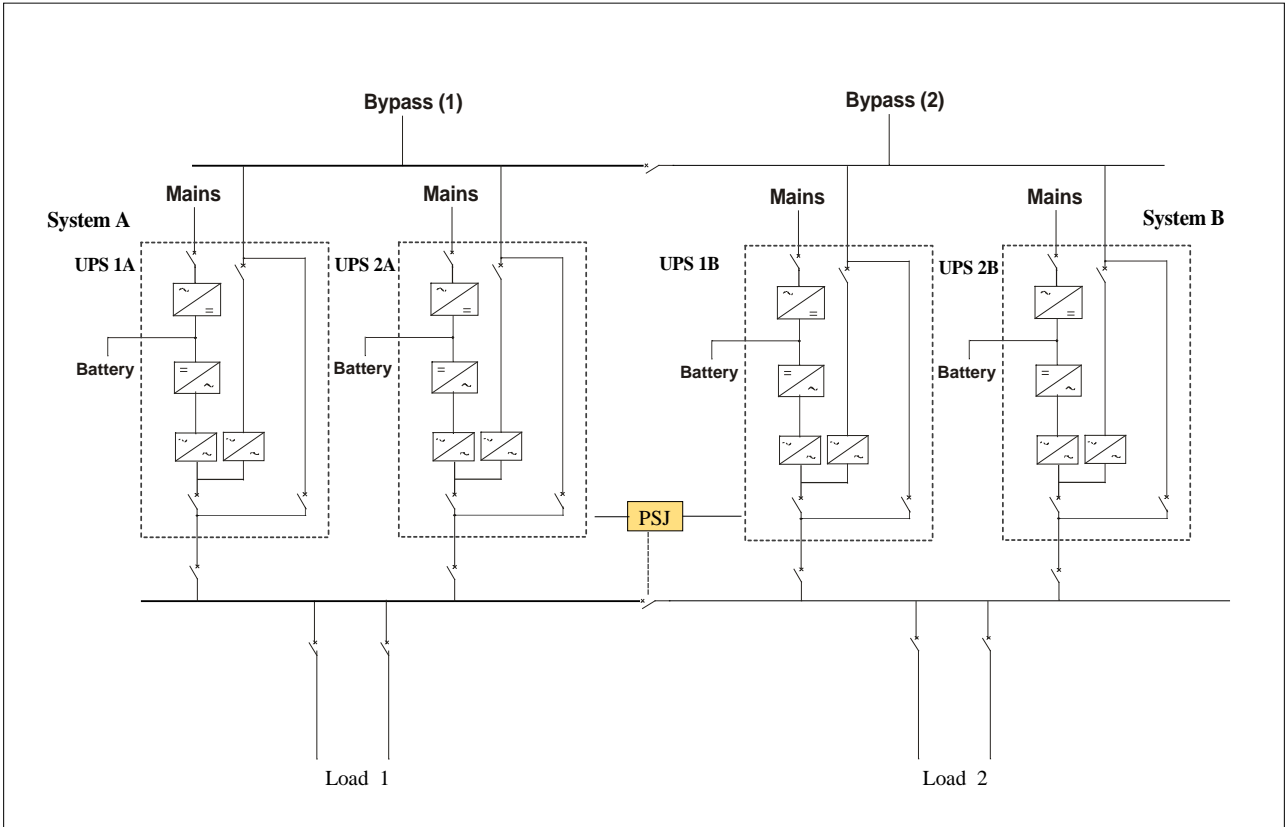 Bypass (1)
Bypass (2)
Mains
Mains
Mains
Mains
System A
System B
UPS 1A
UPS 2A
UPS 1B
UPS 2B
Battery
Battery
Battery
Battery
PSJ
Load 1
Load 2